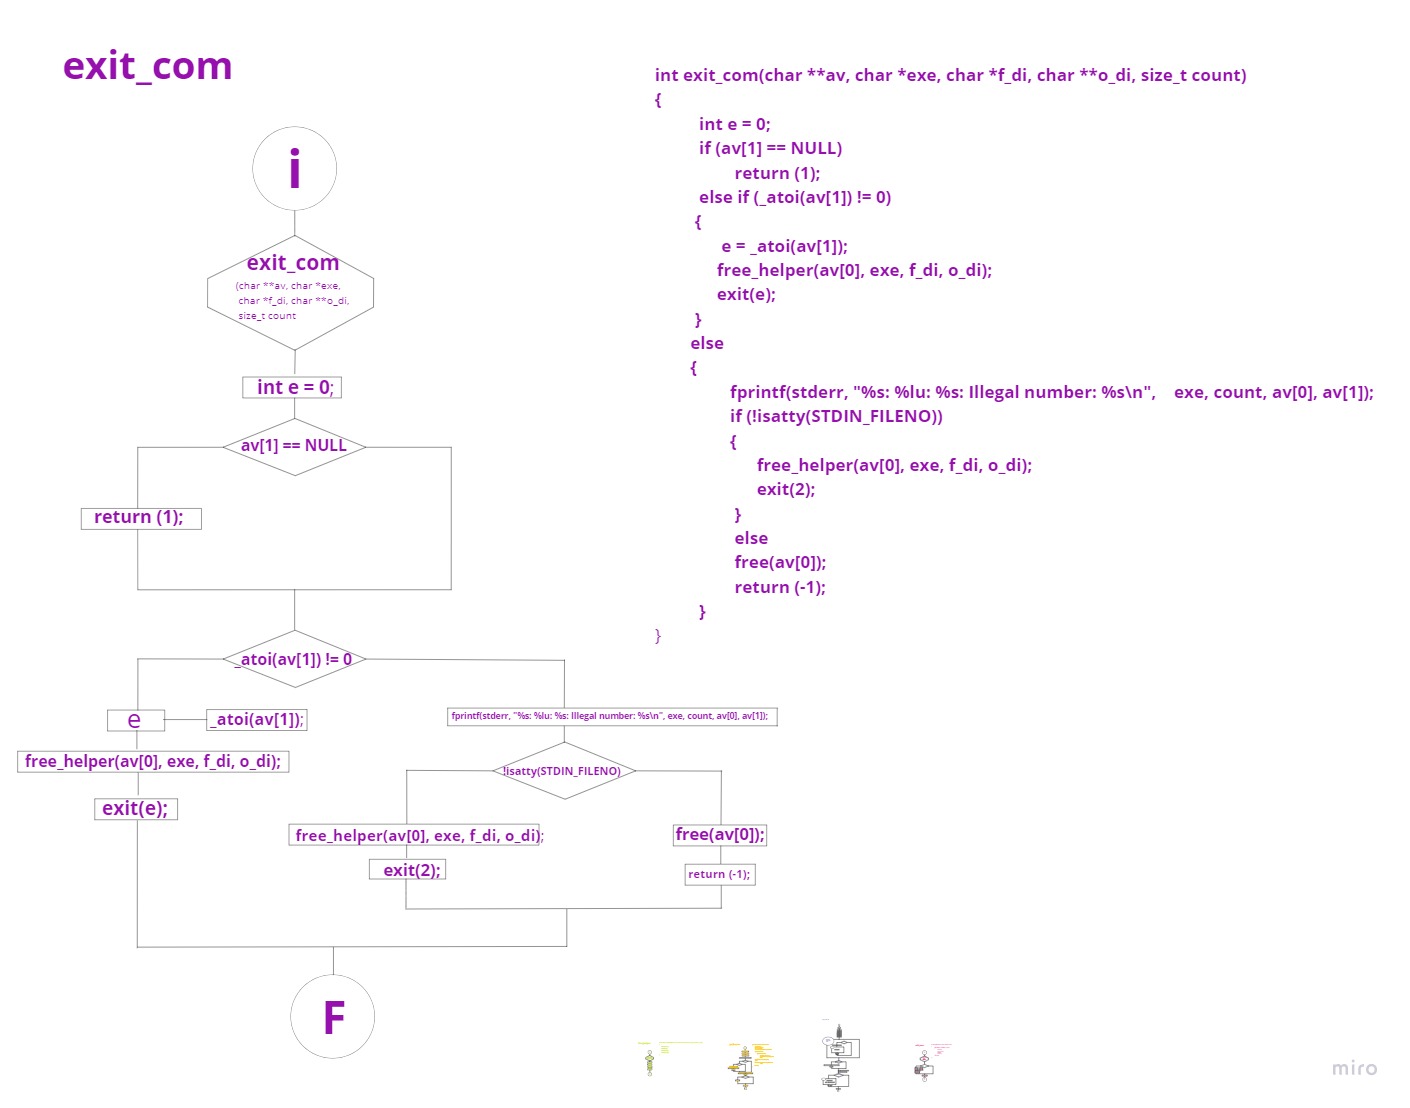 exit_com
int exit_com(char **av, char *exe, char *f_di, char **o_di, size_t count)
{
int e = 0;
if (av[1] == NULL)
return (1);
else if (_atoi(av[1]) != 0)
{
e = _atoi(av[1]);
free_helper(av[0], exe, f_di, o_di);
exit(e);
}
else
{
fprintf(stderr, "%s: %lu: %s: Illegal number: %s\n", exe, count, av[0], av[1]);
if (!isatty(STDIN_FILENO))
{
free_helper(av[0], exe, f_di, o_di);
exit(2);
}
else
free(av[0]);
return (-1);
}
}
i
exit_com
(char **av, char *exe,
char *f_di, char **o_di,
size_t count
int e = 0;
av[1] == NULL
return (1);
_atoi(av[1]) != 0
e
_atoi(av[1]);
free_helper(av[0], exe, f_di, o_di);
exit(e);
fprintf(stderr, "%s: %lu: %s: Illegal number: %s\n", exe, count, av[0], av[1]);
!isatty(STDIN_FILENO)
free_helper(av[0], exe, f_di, o_di);
exit(2);
free(av[0]);
return (-1);
F
miro